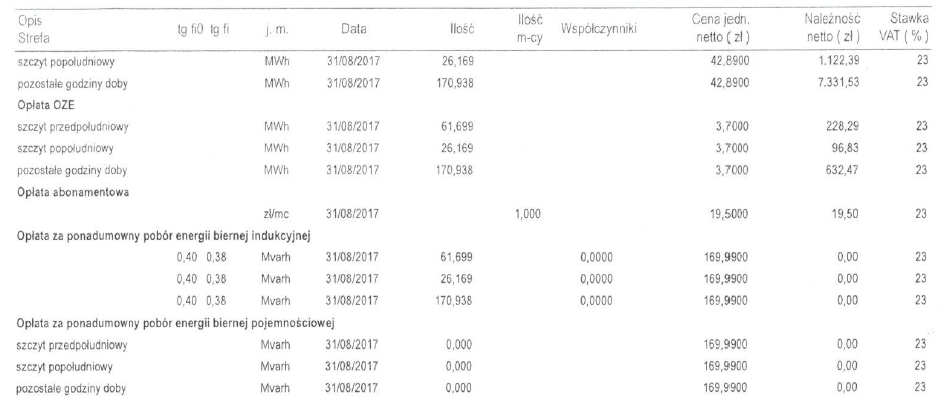 Opis tg fi0 tg fi j. m. Data Ilość Ilość m-cy Współczynniki Cena jedn. netto ( zł ) Należność netto ( zł ) Stawka VAT ( % )
Strefa
szczyt popołudniowy MWh 31/08/2017 26,169 42,8900 1.122,39 23
pozostałe godziny doby MWh 31/08/2017 170,938 42,8900 7.331,53 23
Opłata OZE
szczyt przedpołudniowy MWh 31/08/2017 61,699 3,7000 228,29 23
szczyt popołudniowy MWh 31/08/2017 26,169 3,7000 96,83 23
pozostałe godziny doby MWh 31/08/2017 170,938 3,7000 632,47 23
Opłata abonamentowa
zł/mc 31/08/2017 1,000 19,5000 19,50 23
Opłata za ponadumowny pobór energii biernej indukcyjnej
0,40 0,38 Mvarh 31/08/2017 61,699 0,0000 169,9900 0,00 23
0,40 0,38 Mvarh 31/08/2017 26,169 0,0000 169,9900 0,00 23
0,40 0,38 Mvarh 31/08/2017 170,938 0,0000 169,9900 0,00 23
Opłata za ponadumowny pobór energii biernej pojemnościowej
szczyt przedpołudniowy Mvarh 31/08/2017 0,000 169,9900 0,00 23
szczyt popołudniowy Mvarh 31/08/2017 0,000 169,9900 0,00 23
pozostałe godziny doby Mvarh 31/08/2017 0,000 169,9900 0,00 23